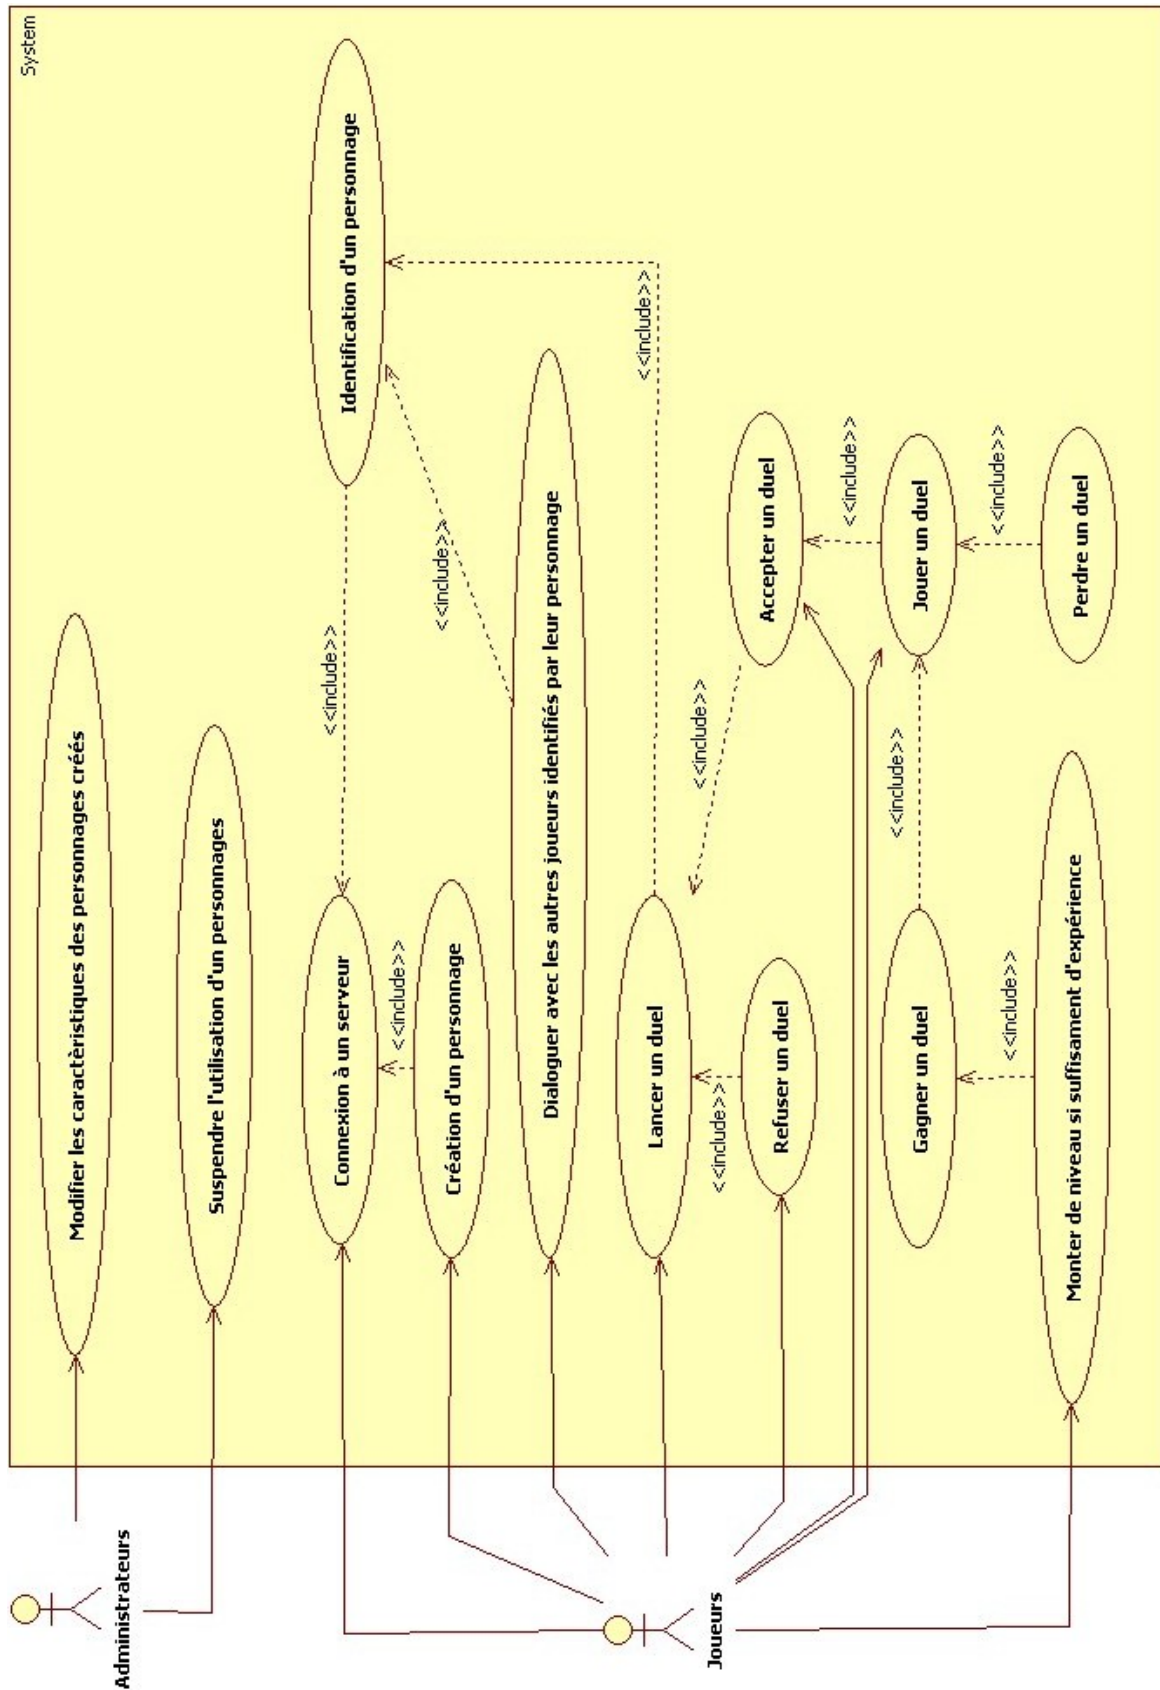 System
Modifier les caractèristiques des personnages créés
Administrateurs
Suspendre l'utilisation d'un personnages
Identification d'un personnage
<<include>>
Connexion à un serveur
<<include>>
<<include>>
Création d'un personnage
Dialoguer avec les autres joueurs identifiés par leur personnage
<<include>>
Lancer un duel
<<include>>
<<include>>
Joueurs
Refuser un duel
Accepter un duel
<<include>>
<<include>>
Gagner un duel
Jouer un duel
<<include>>
<<include>>
Monter de niveau si suffisament d'expérience
Perdre un duel